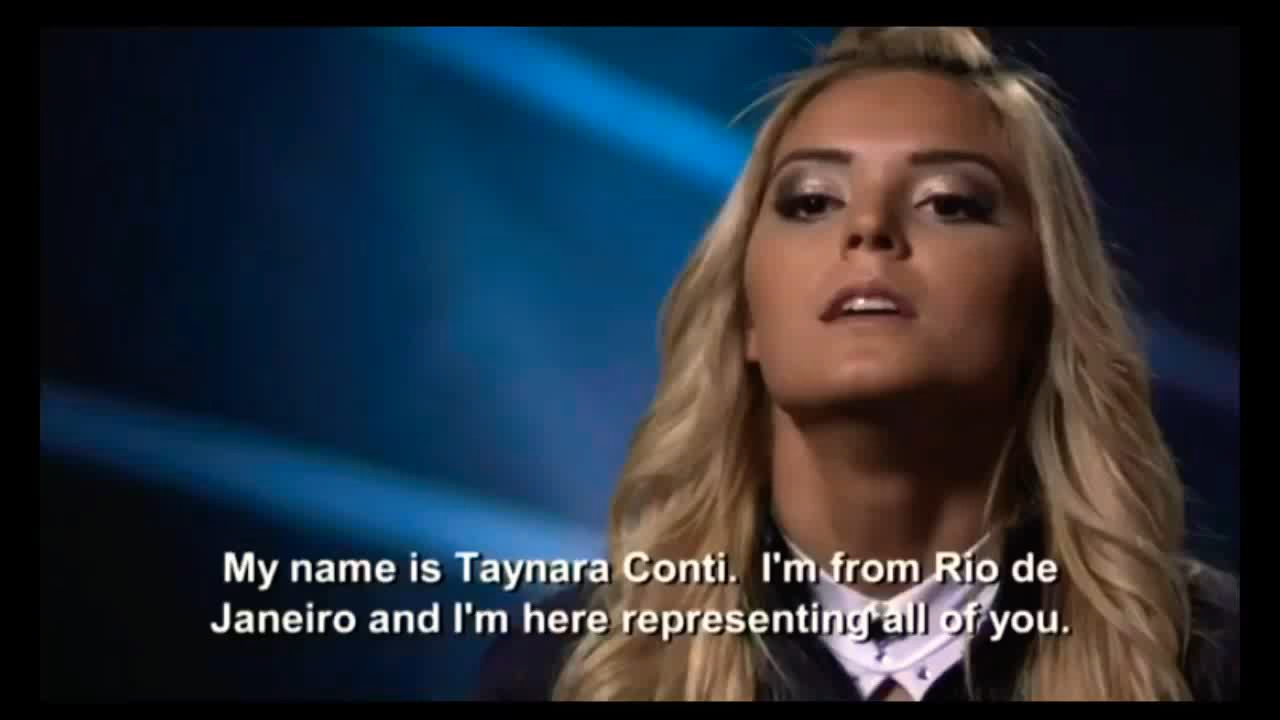 My name is Taynara Conti.  I'm from Rio de
Janeiro and I'm here representing all of you.